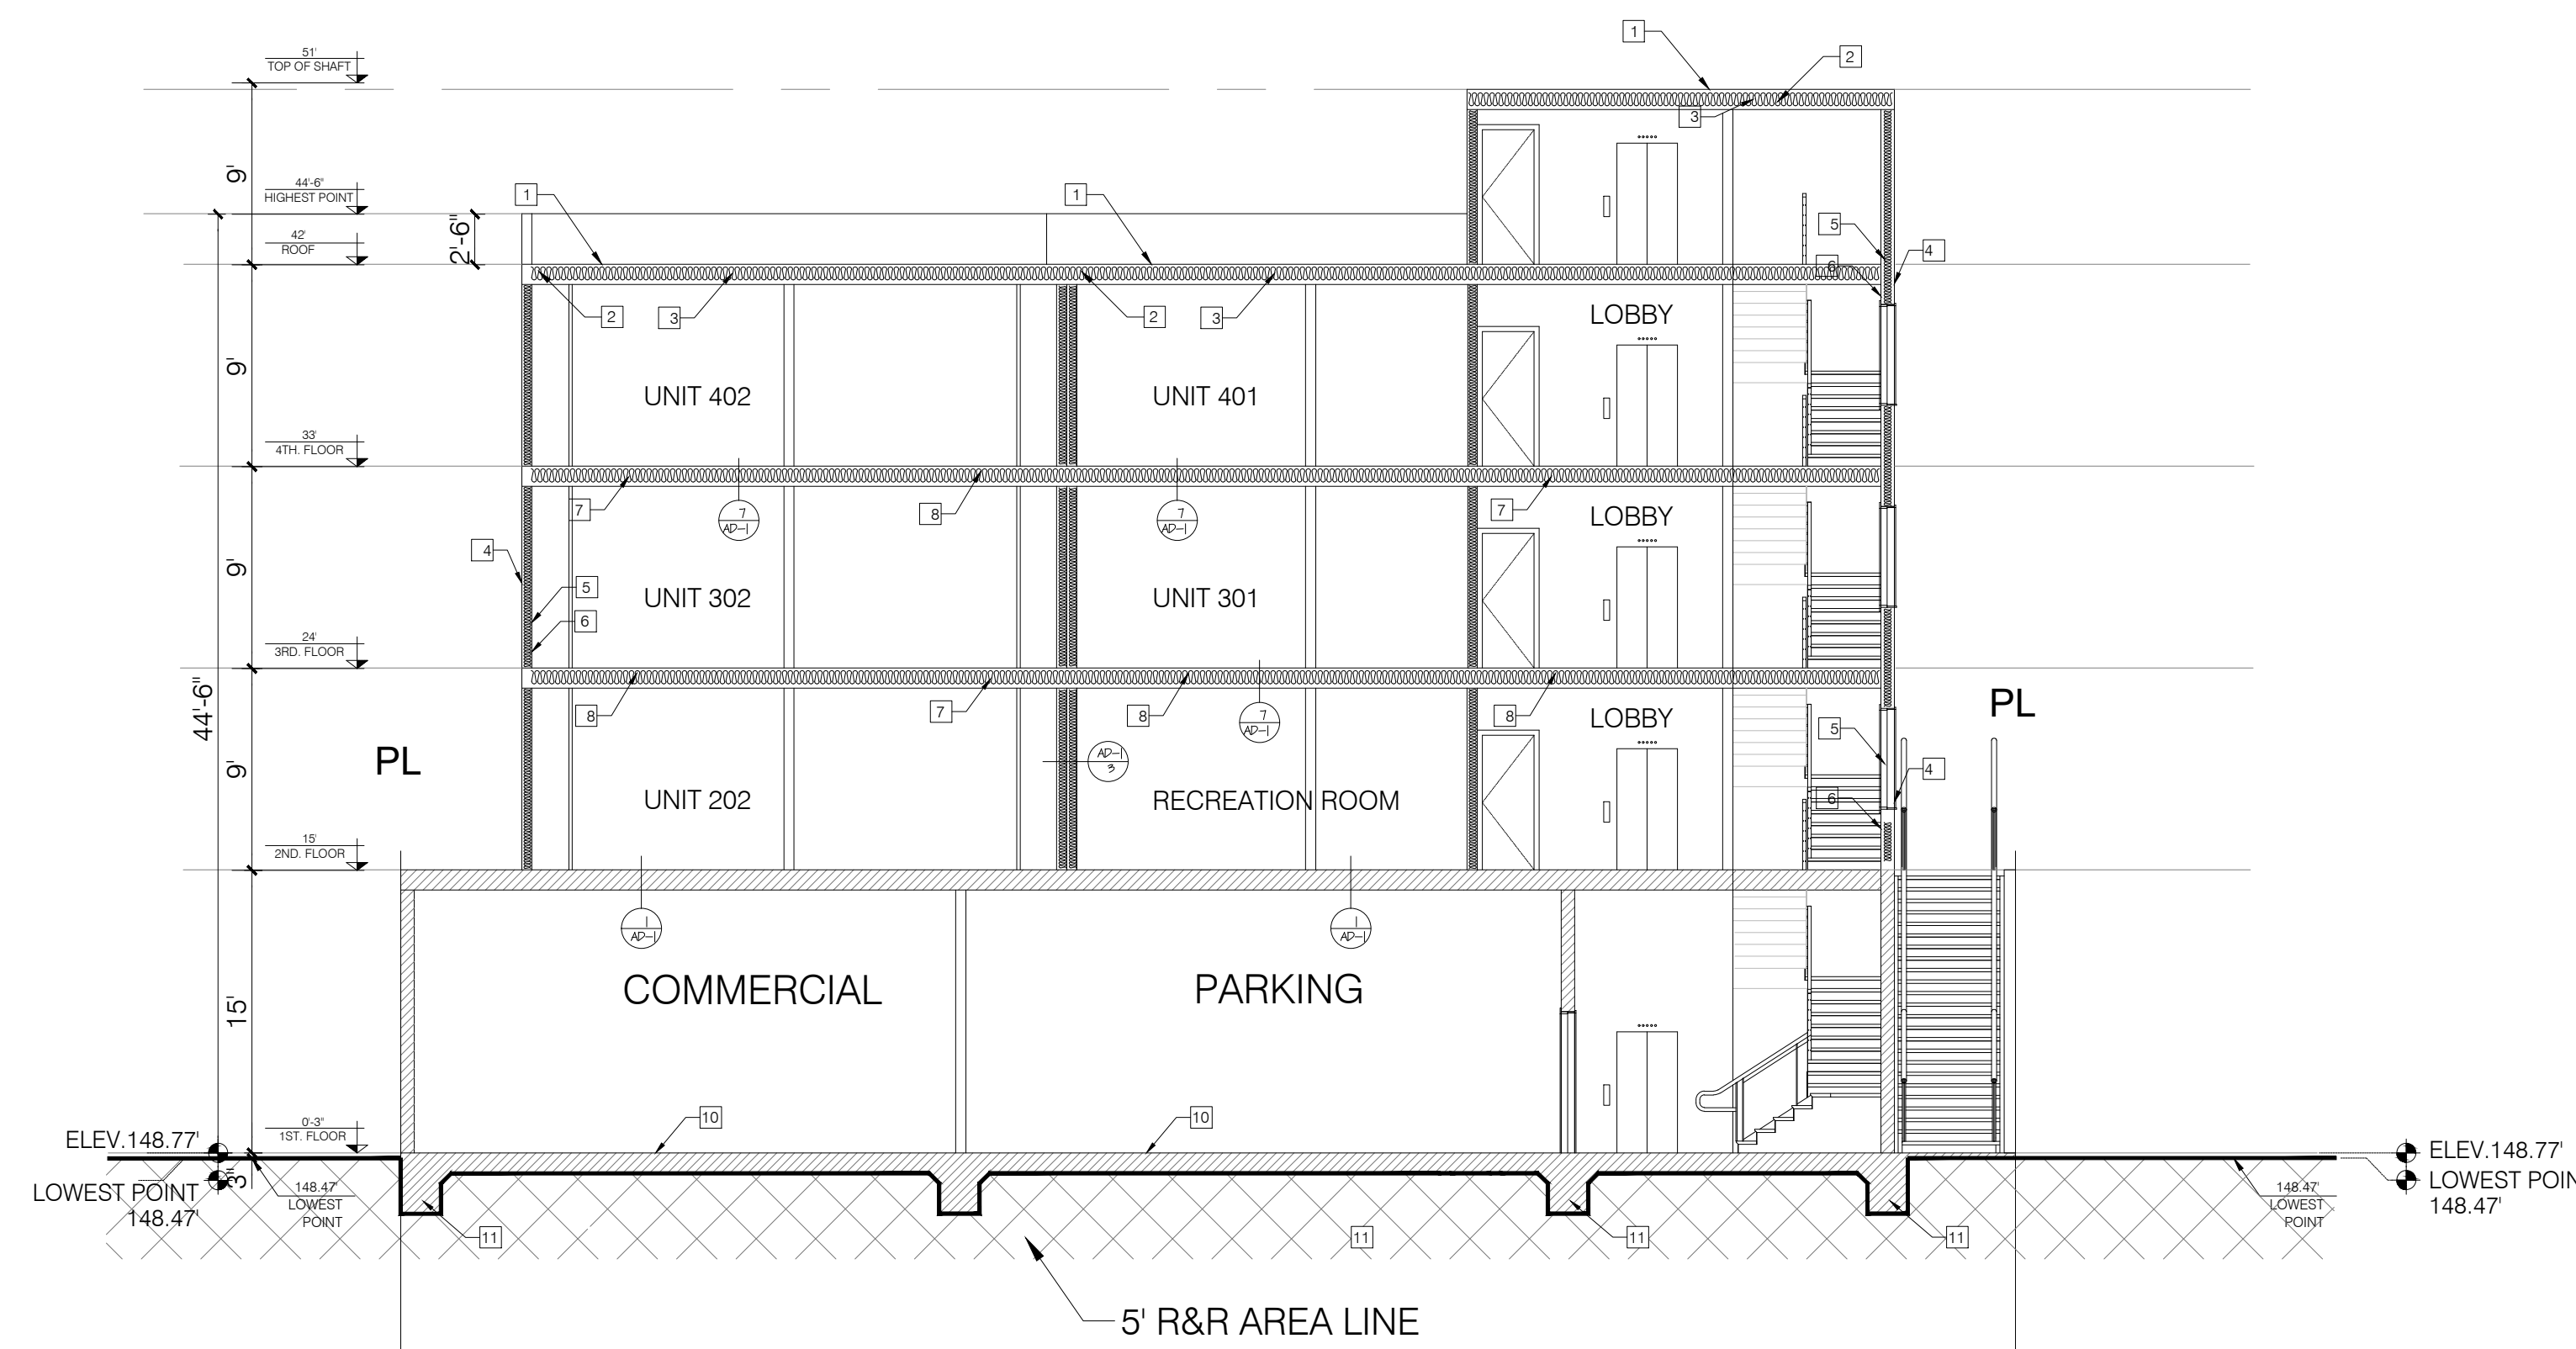 1
2
51'
TOP OF SHAFT
3
9'
44'-6"
HIGHEST POINT
1
1
2'-6"
5
42'
ROOF
4
6
2
3
2
3
LOBBY
9'
UNIT 402
UNIT 401
33'
4TH. FLOOR
7
8
7
7
AD-1
7
AD-1
LOBBY
4
9'
5
6
UNIT 302
UNIT 301
24'
3RD. FLOOR
44'-6"
8
7
8
7
AD-1
8
LOBBY
PL
5
PL
9'
AD-1
3
4
6
UNIT 202
RECREATION ROOM
15'
2ND. FLOOR
1
AD-1
1
AD-1
COMMERCIAL
PARKING
15'
10
10
0'-3"
1ST. FLOOR
ELEV.148.77'
3"
LOWEST POINT
148.47'
148.47'
LOWEST
POINT
11
11
11
11
148.47'
LOWEST
POINT
ELEV.148.77'
LOWEST POIN
148.47'
5' R&R AREA LINE